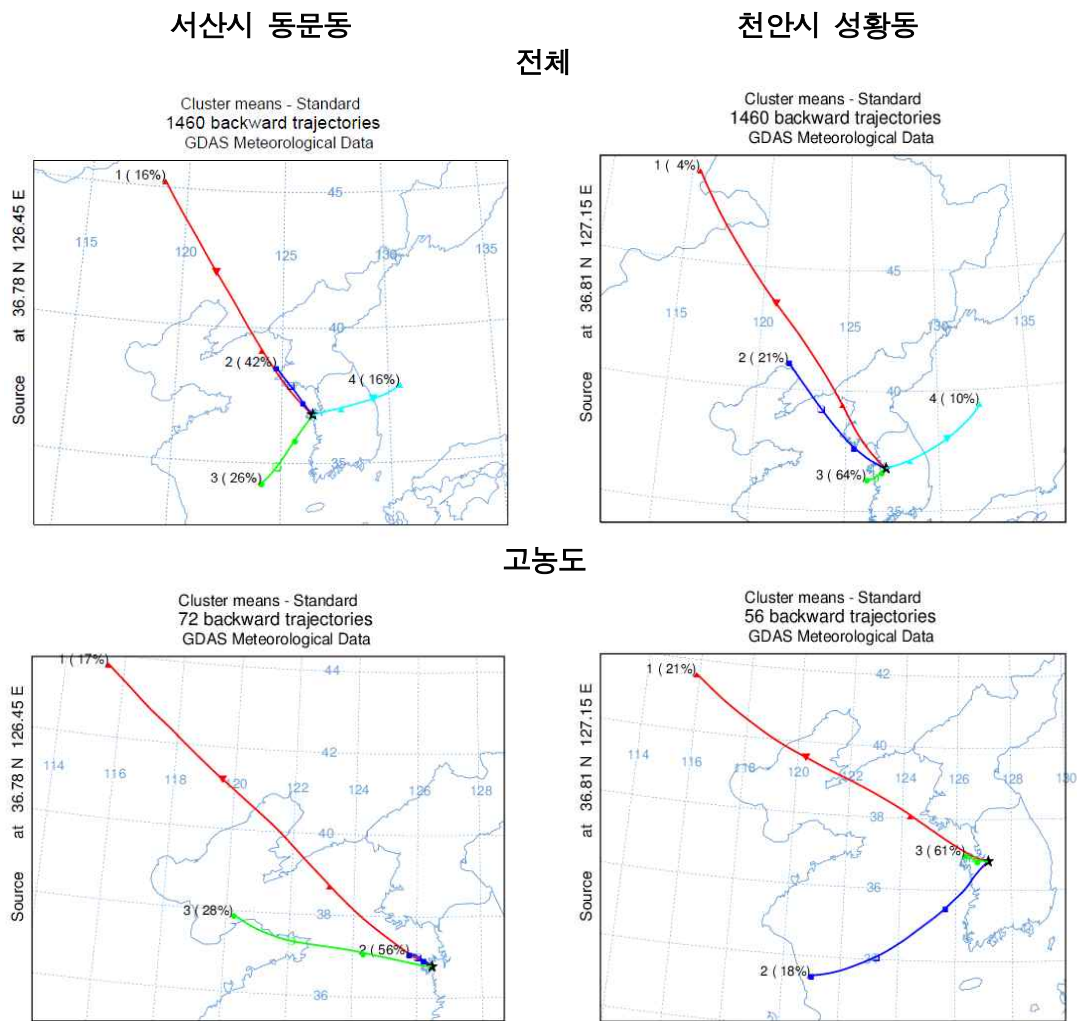 서산시 동문동
천안시 성황동
전체
Cluster means - Standard
1460 backward trajectories
GDAS Meteorological Data
Source at 36.78 N 126.45 E
1 ( 16%)
45
115
120
125
130
135
40
2 ( 42%)
4 ( 16%)
35
3 ( 26%)
Cluster means - Standard
1460 backward trajectories
GDAS Meteorological Data
Source at 36.81 N 127.15 E
1 ( 4%)
45
115
120
125
130
135
2 ( 21%)
40
4 ( 10%)
3 ( 64%)
35
고농도
Cluster means - Standard
72 backward trajectories
GDAS Meteorological Data
Source at 36.78 N 126.45 E
1 ( 17%)
44
42
114
116
118
120
122
124
126
128
40
3 ( 28%)
38
2 ( 56%)
36
Cluster means - Standard
56 backward trajectories
GDAS Meteorological Data
Source at 36.81 N 127.15 E
1 ( 21%)
42
40
114
116
120
122
124
126
128
130
38
3 ( 61%)
36
34
2 ( 18%)